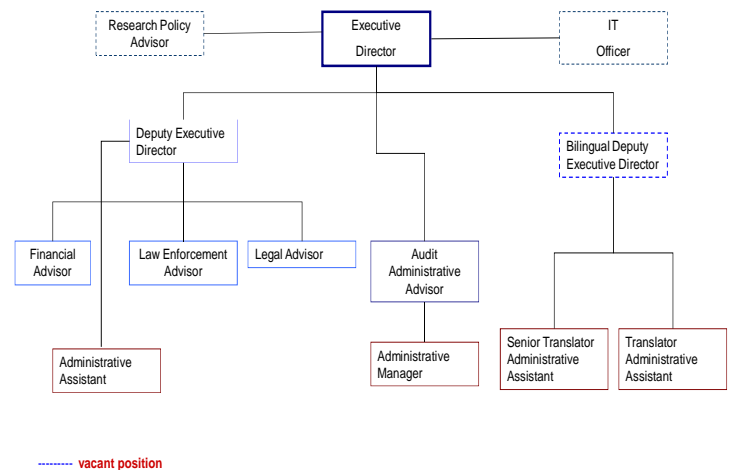 Research Policy
Advisor
Executive
Director
IT
Officer
Deputy Executive
Director
Bilingual Deputy
Executive Director
Financial
Advisor
Law Enforcement
Advisor
Legal Advisor
Audit
Administrative
Advisor
Administrative
Assistant
Administrative
Manager
Senior Translator
Administrative
Assistant
Translator
Administrative
Assistant
--------- vacant position